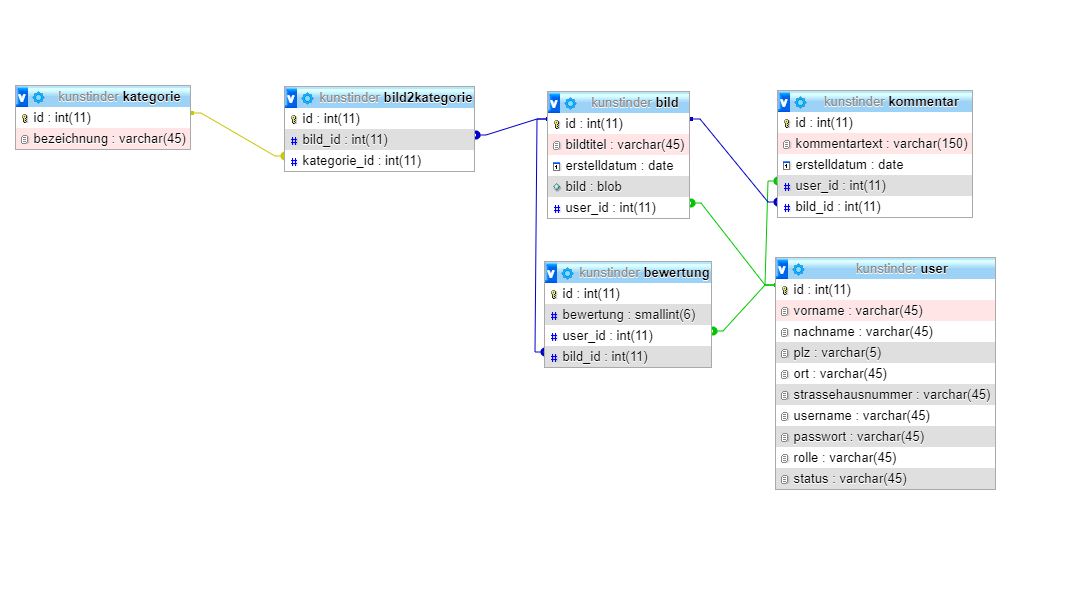 kunstinder kategorie
id : int(11)
bezeichnung : varchar(45)
kunstinder bild2kategorie
id : int(11)
bild_id : int(11)
kategorie_id : int(11)
kunstinder bild
id : int(11)
bildtitel : varchar(45)
erstelldatum : date
bild : blob
user_id : int(11)
kunstinder kommentar
id : int(11)
kommentartext : varchar(150)
erstelldatum : date
user_id : int(11)
bild_id : int(11)
kunstinder bewertung
id : int(11)
bewertung : smallint(6)
user_id : int(11)
bild_id : int(11)
kunstinder user
id : int(11)
vorname : varchar(45)
nachname : varchar(45)
plz : varchar(5)
ort : varchar(45)
strassehausnummer : varchar(45)
username : varchar(45)
passwort : varchar(45)
rolle : varchar(45)
status : varchar(45)